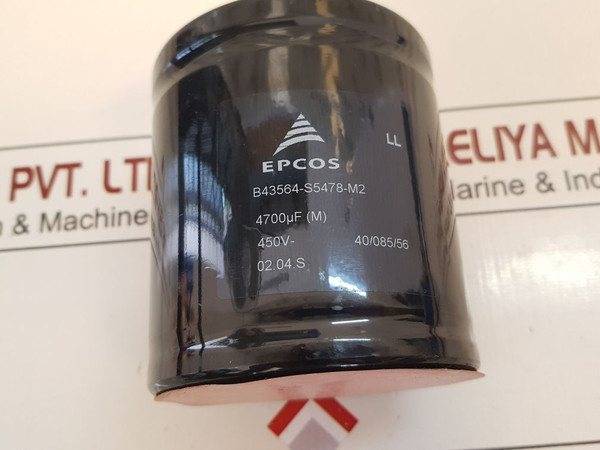 EPCOS
LL
B43564-S5478-M2
4700µF (M)
450V-
40/085/56
02.04.S
PVT. LT
& Machine
ELIYA M
arine & Ind